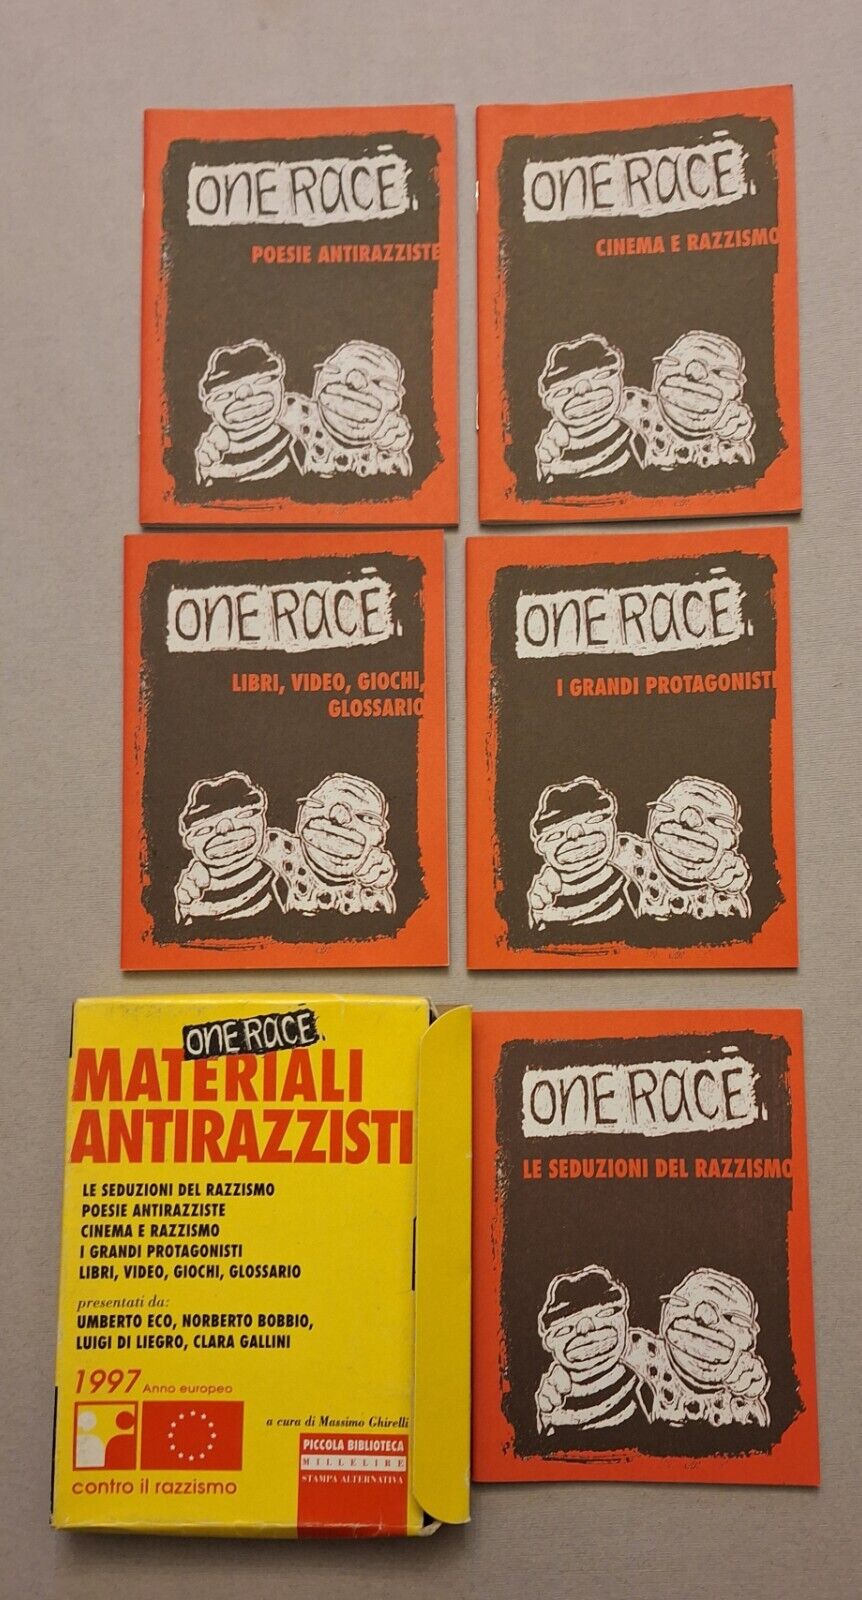 ONE RACE.
POESIE ANTIRAZZISTE
ONE RACE.
CINEMA E RAZZISMO
ONE RACE.
LIBRI, VIDEO, GIOCHI,
GLOSSARIO
ONE RACE.
I GRANDI PROTAGONISTI
ONE RACE.
MATERIALI
ANTIRAZZISTI
LE SEDUZIONI DEL RAZZISMO
POESIE ANTIRAZZISTE
CINEMA E RAZZISMO
I GRANDI PROTAGONISTI
LIBRI, VIDEO, GIOCHI, GLOSSARIO
presentati da:
UMBERTO ECO, NORBERTO BOBBIO,
LUIGI DI LIEGRO, CLARA GALLINI
1997 Anno europeo
contro il razzismo
a cura di Massimo Ghirelli
PICCOLA BIBLIOTECA
MILLELIRE
STAMPA ALTERNATIVA
ONE RACE.
LE SEDUZIONI DEL RAZZISMO